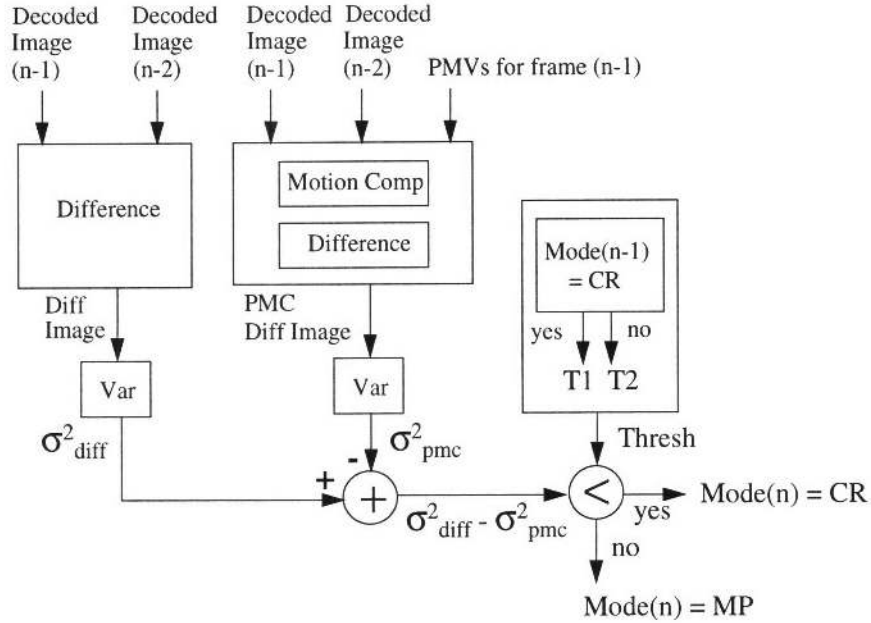 Decoded
Image
(n-1)
Decoded
Image
(n-2)
Decoded
Image
(n-1)
Decoded
Image
(n-2)
PMVs for frame (n-1)
Difference
Motion Comp
Difference
Mode(n-1)
= CR
yes
no
T1 T2
Diff
Image
PMC
Diff Image
Var
Var
σ²diff
σ²pmc
Thresh
+
-
+
<
σ²diff - σ²pmc
yes
Mode(n) = CR
no
Mode(n) = MP